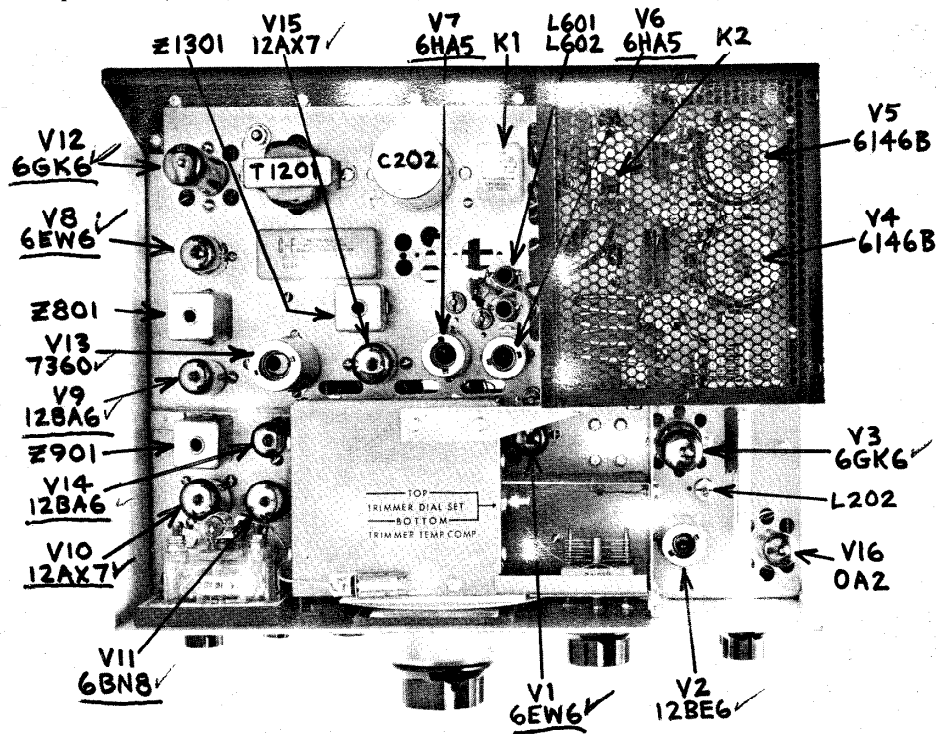 Z1301
V15
12AX7 ✓
V7
6HA5
K1
L601
L602
V6
6HA5
K2
V12
6GK6 ✓
T1201
C202
V5
6146B
V8
6EW6 ✓
V4
6146B
Z801
V13
7360 ✓
V9
12BA6 ✓
Z901
V14
12BA6 ✓
V3
6GK6 ✓
TOP
TRIMMER DIAL SET
BOTTOM
TRIMMER TEMP COMP
L202
V10
12AX7 ✓
V16
0A2
V11
6BN8 ✓
V1
6EW6 ✓
V2
12BE6 ✓